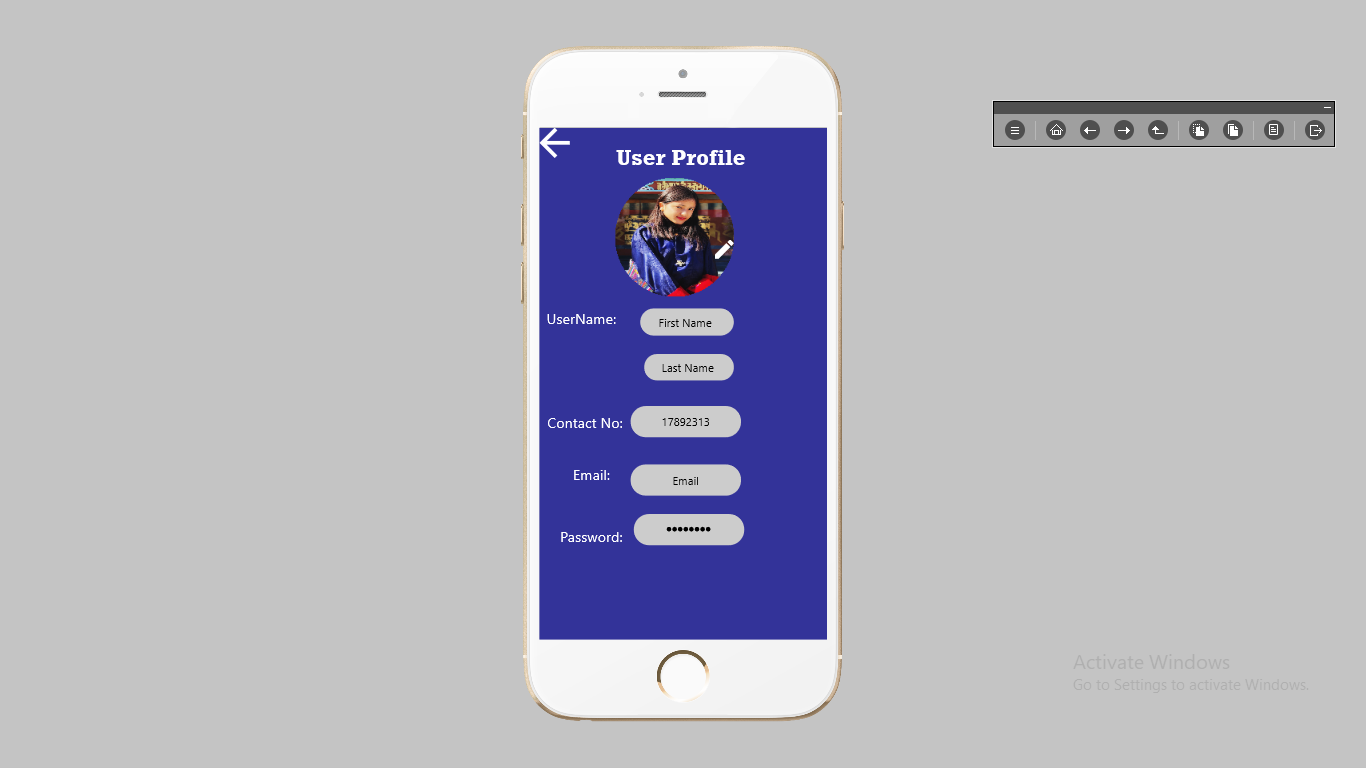 User Profile
UserName:
First Name
Last Name
Contact No:
17892313
Email:
Email
Password:
••••••••
Activate Windows
Go to Settings to activate Windows.